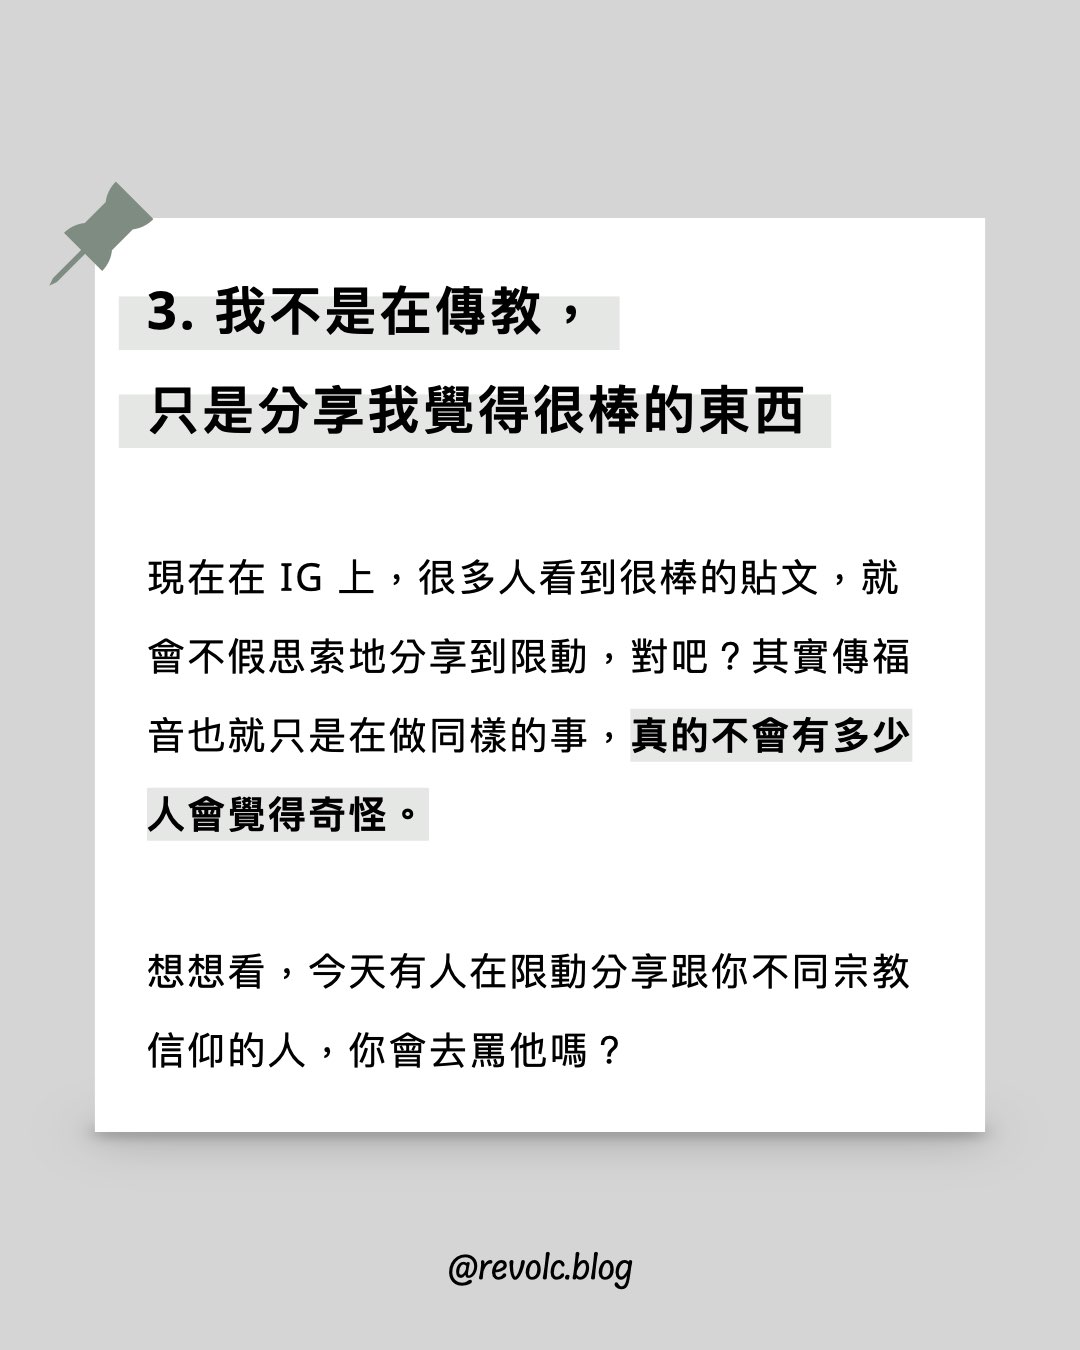 3. 我不是在傳教，
只是分享我覺得很棒的東西
現在在 IG 上，很多人看到很棒的貼文，就
會不假思索地分享到限動，對吧？其實傳福
音也就只是在做同樣的事，真的不會有多少
人會覺得奇怪。
想想看，今天有人在限動分享跟你不同宗教
信仰的人，你會去罵他嗎？
@revolc.blog